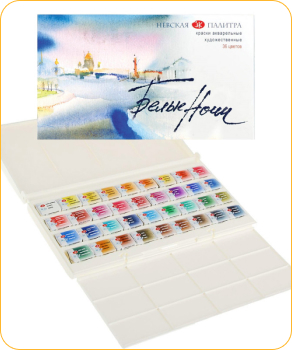 НЕВСКАЯ ПАЛИТРА
краски акварельные
художественные
36 цветов
Белые Ночи